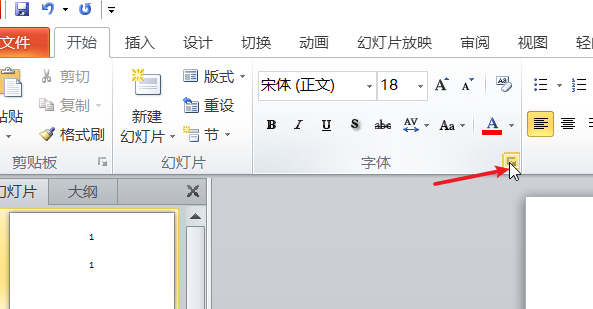 文件 开始 插入 设计 切换 动画 幻灯片放映 审阅 视图
剪切
复制
格式刷
剪贴板
新建
幻灯片
版式
重设
节
幻灯片
宋体 (正文) 18
B I U S abc AV Aa A
字体
幻灯片 大纲
1
1